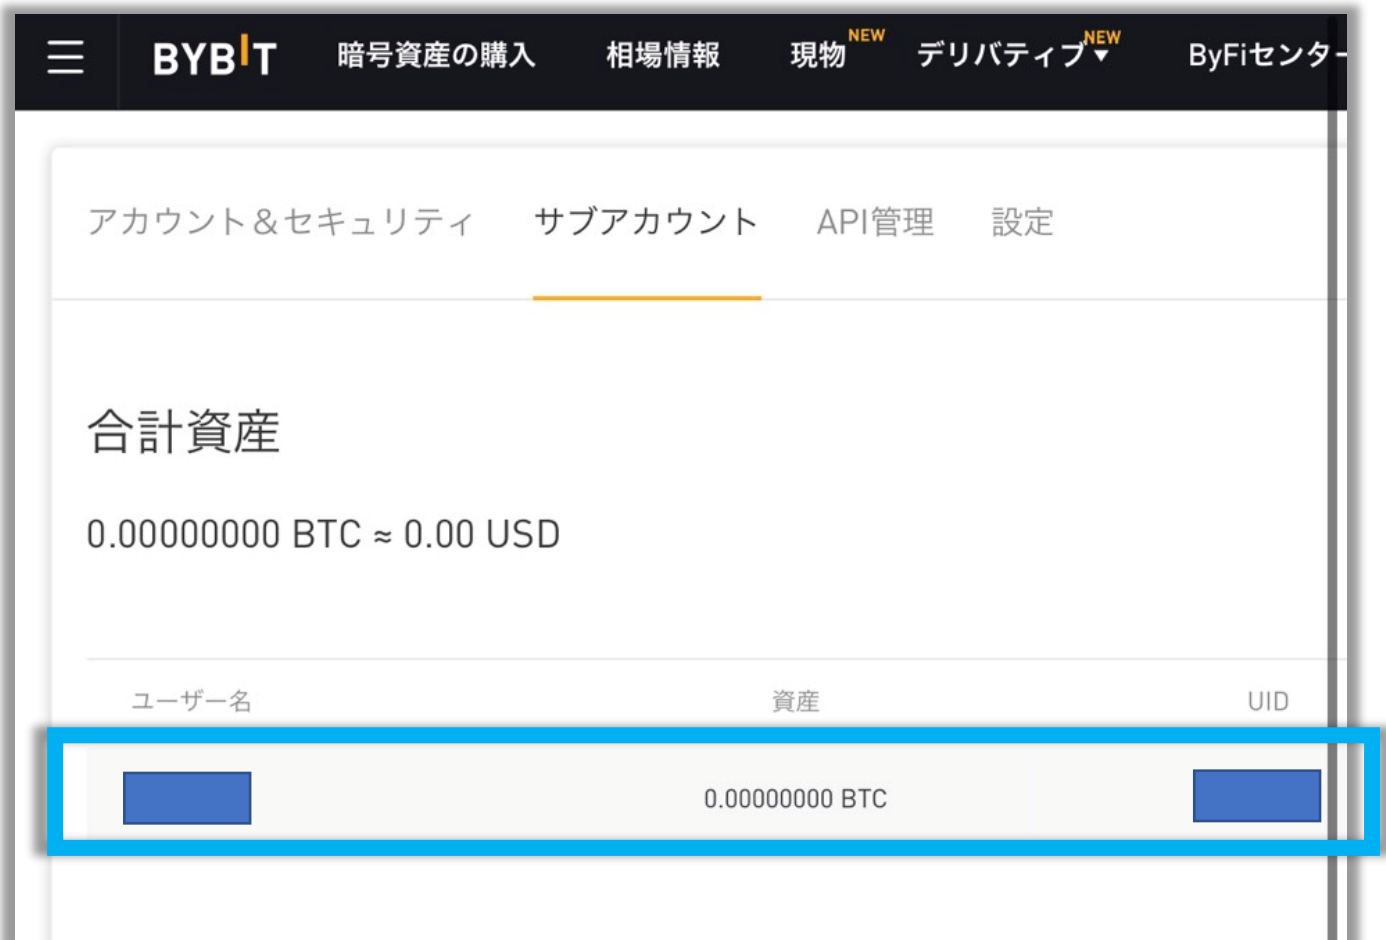 BYBIT 暗号資産の購入 相場情報 現物 NEW デリバティブ▼ NEW ByFiセンター
アカウント＆セキュリティ サブアカウント API管理 設定
合計資産
0.00000000 BTC ≈ 0.00 USD
ユーザー名 資産 UID
0.00000000 BTC